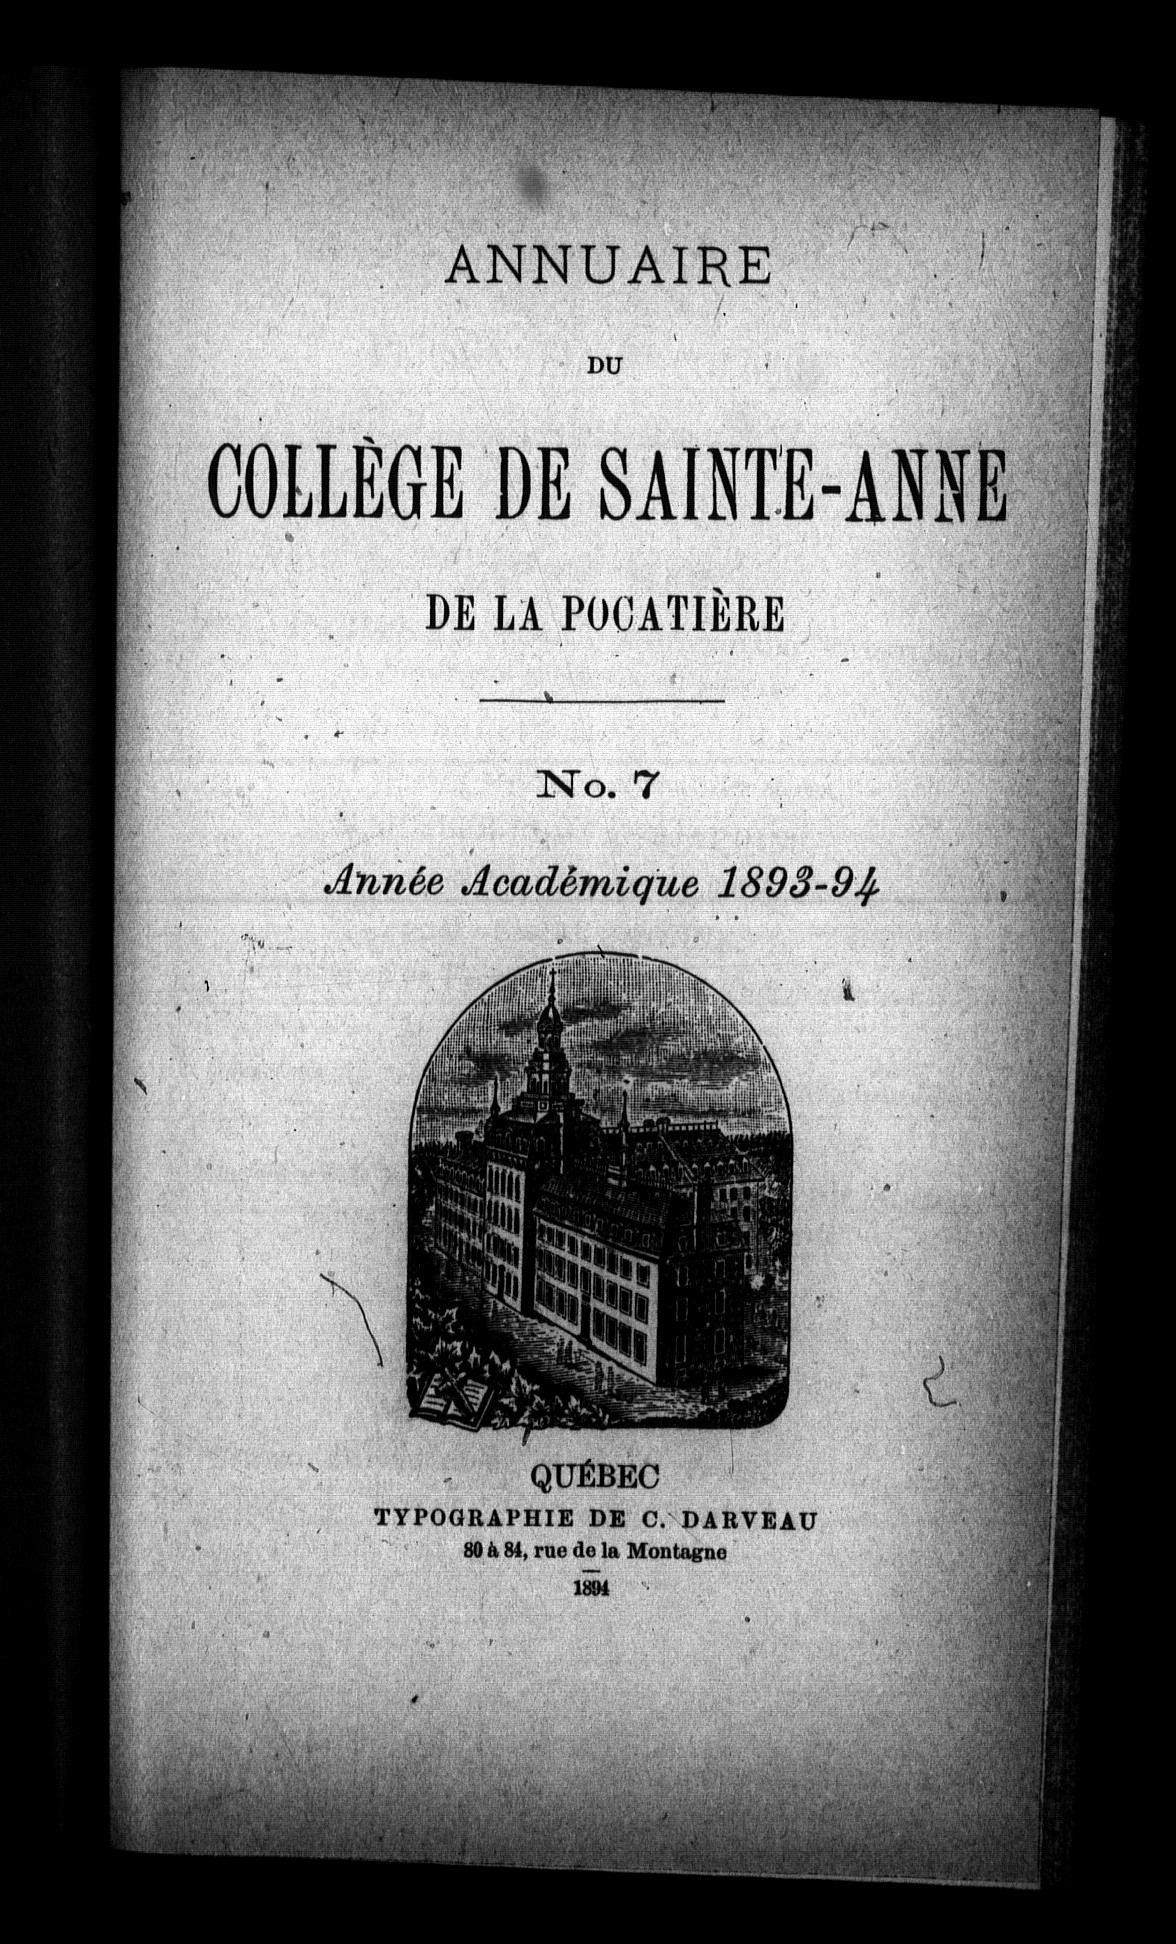 ANNUAIRE
DU
COLLÈGE DE SAINTE-ANNE
DE LA POCATIÈRE
No. 7
Année Académique 1893-94
QUÉBEC
TYPOGRAPHIE DE C. DARVEAU
80 à 84, rue de la Montagne
1894